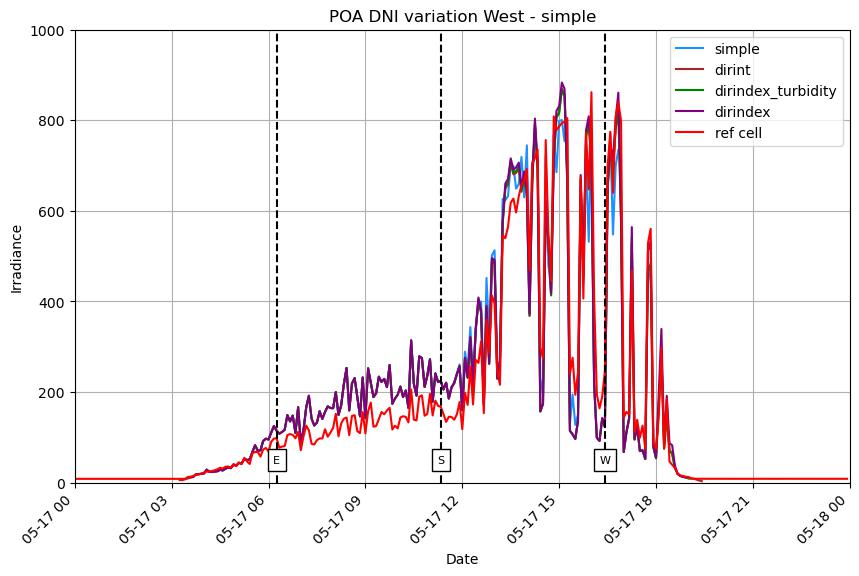 POA DNI variation West - simple
1000
800
600
400
200
0
Irradiance
simple
dirint
dirindex_turbidity
dirindex
ref cell
E
S
W
05-17 00
05-17 03
05-17 06
05-17 09
05-17 12
05-17 15
05-17 18
05-17 21
05-18 00
Date